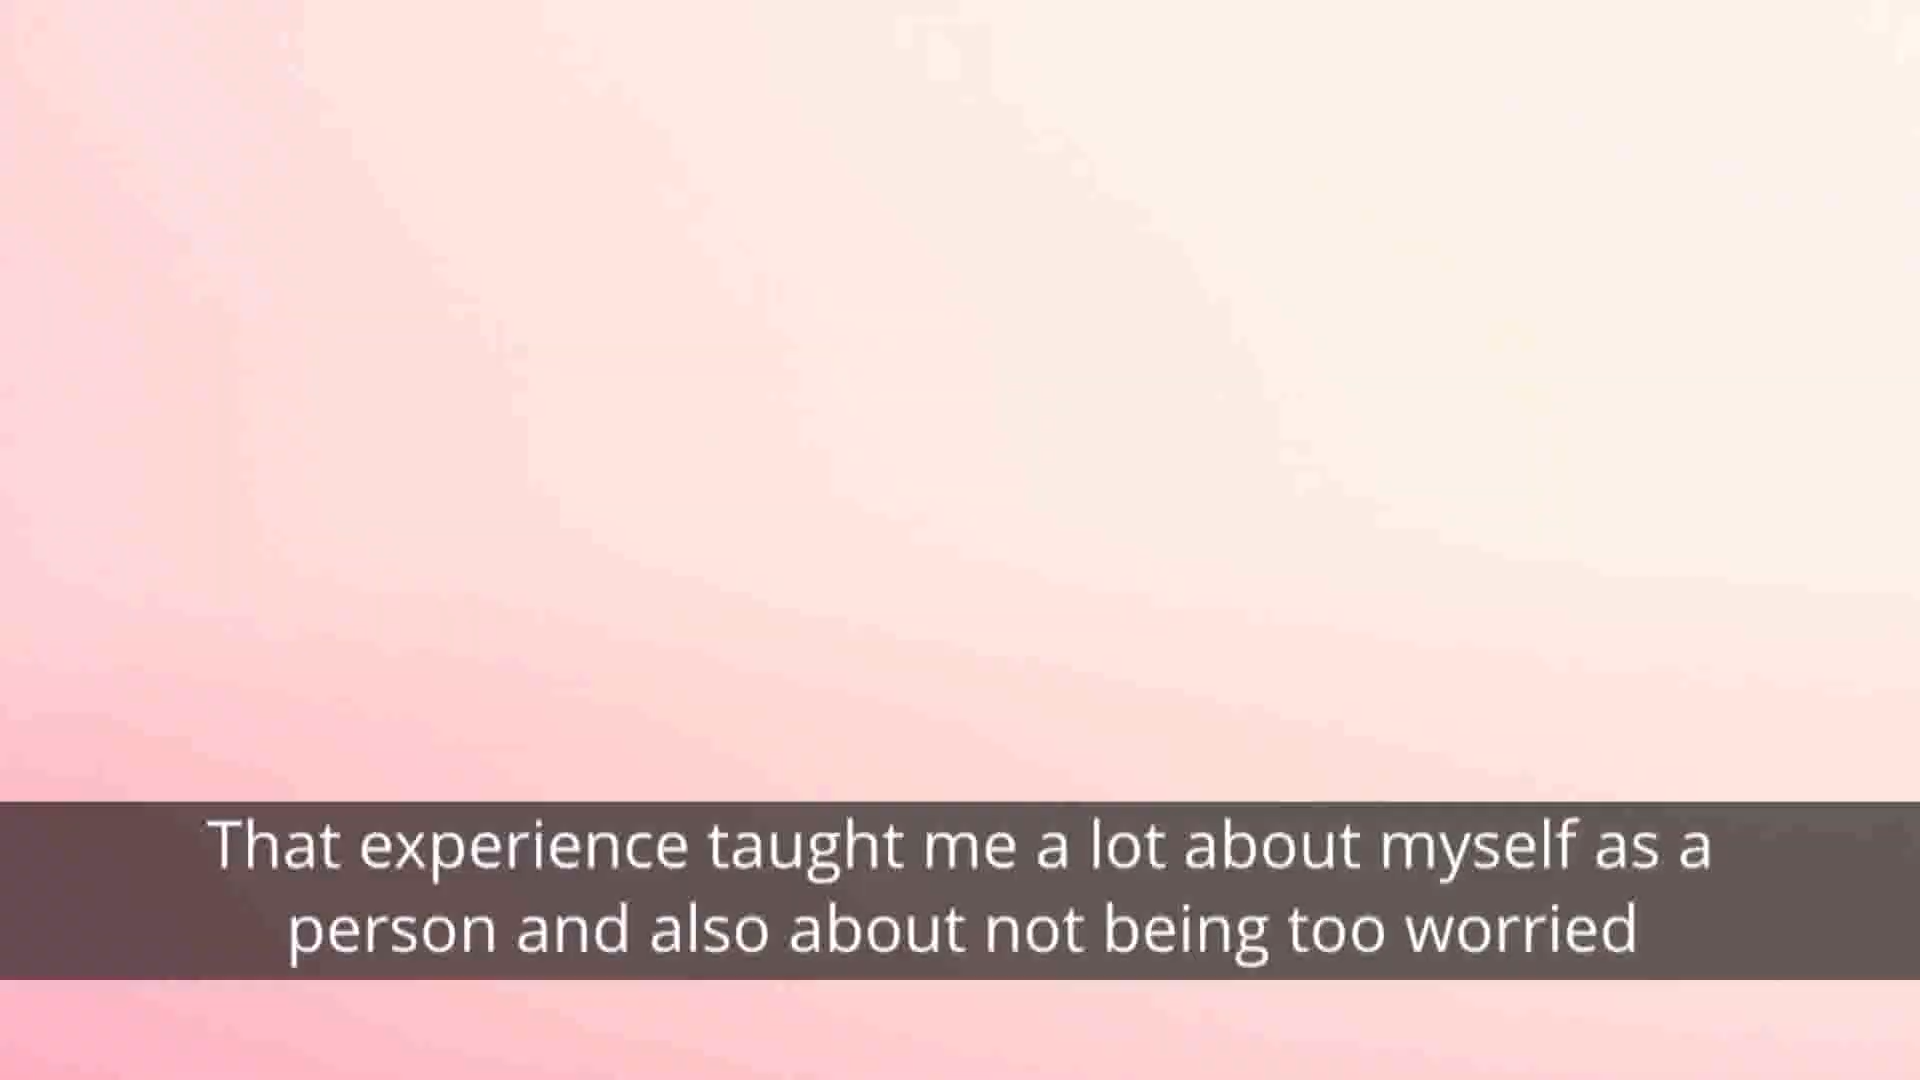 That experience taught me a lot about myself as a
person and also about not being too worried